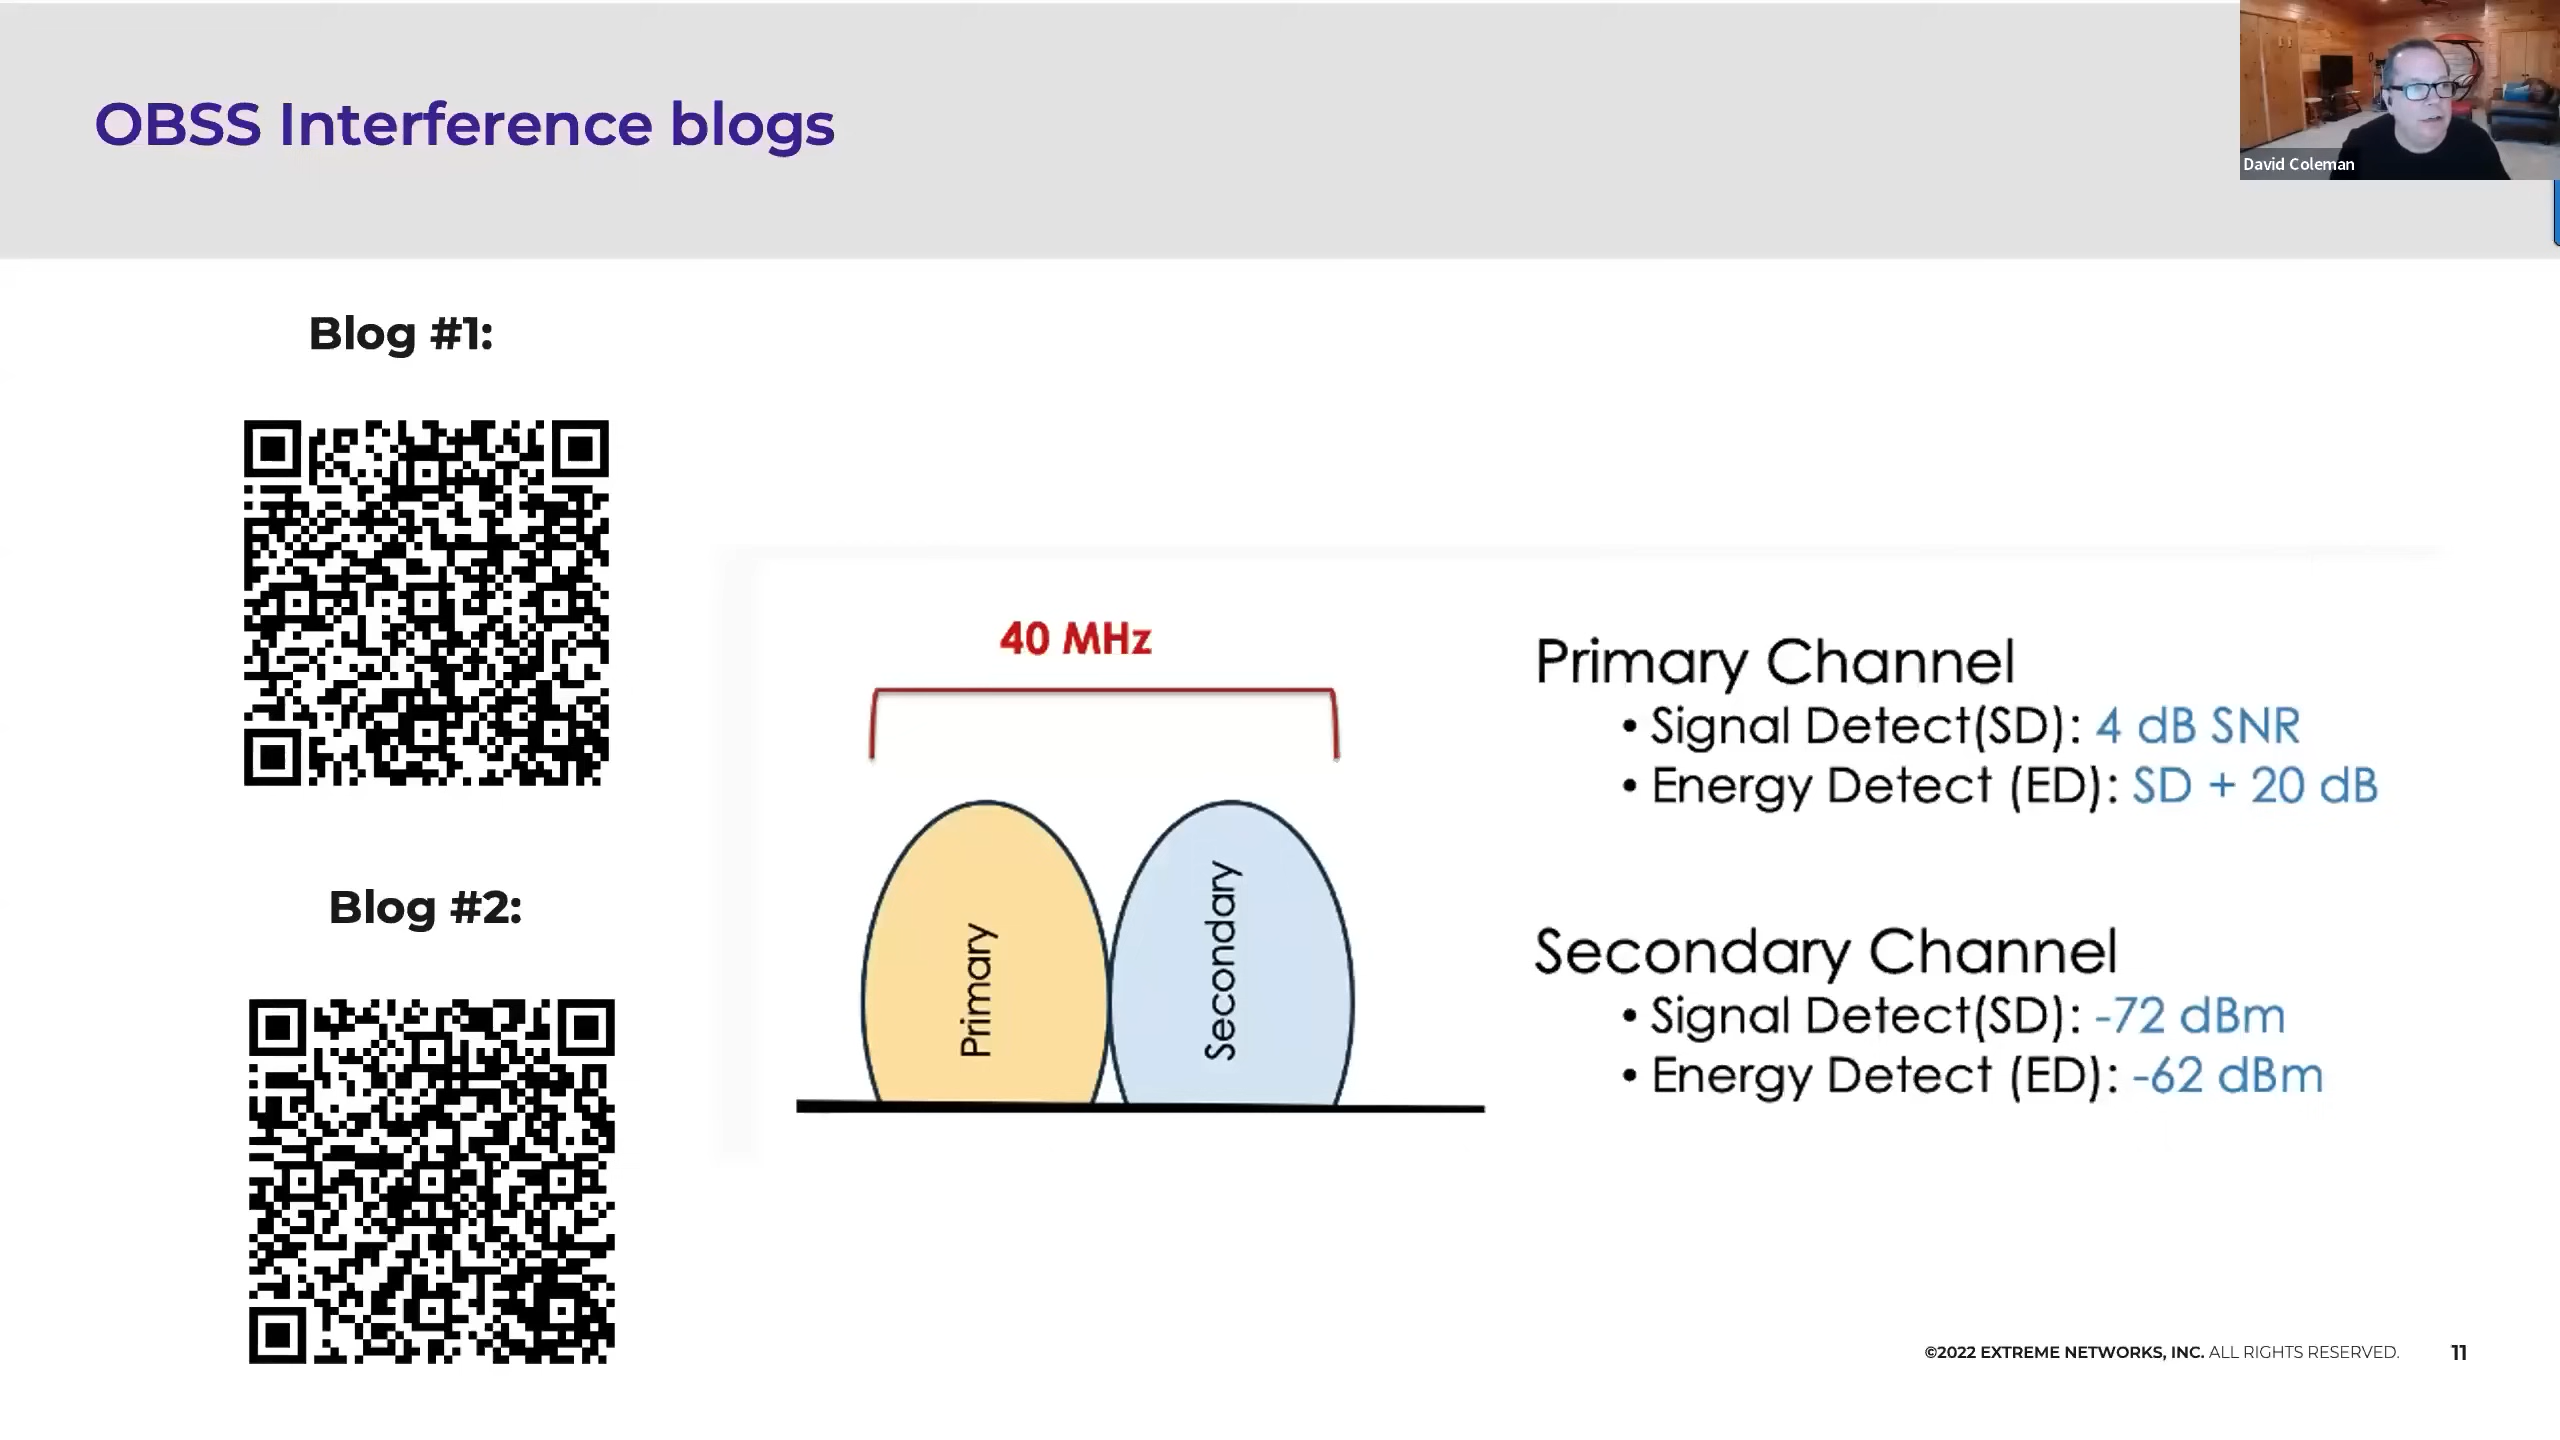 OBSS Interference blogs
David Coleman
Blog #1:
40 MHz
Primary
Secondary
Primary Channel
• Signal Detect(SD): 4 dB SNR
• Energy Detect (ED): SD + 20 dB
Secondary Channel
• Signal Detect(SD): -72 dBm
• Energy Detect (ED): -62 dBm
Blog #2:
©2022 EXTREME NETWORKS, INC. ALL RIGHTS RESERVED. 11